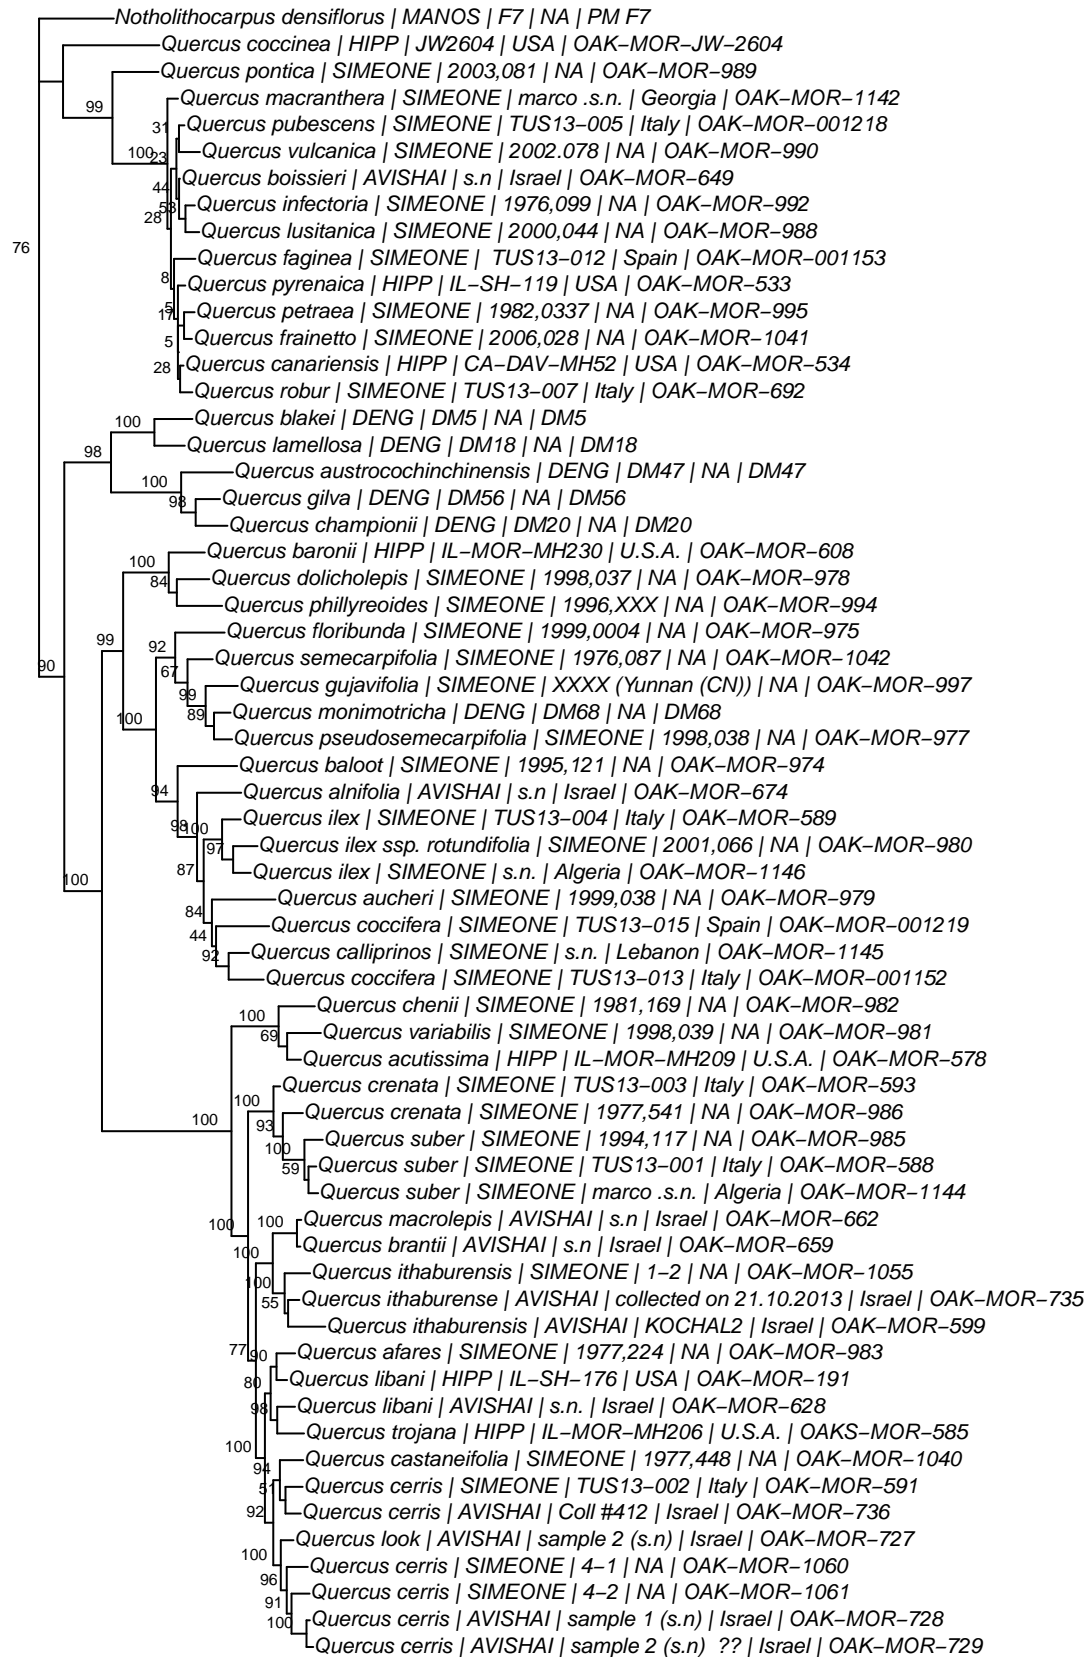 Notholithocarpus densiflorus | MANOS | F7 | NA | PM F7
Quercus coccinea | HIPP | JW2604 | USA | OAK−MOR−JW−2604
Quercus pontica | SIMEONE | 2003,081 | NA | OAK−MOR−989
99
Quercus macranthera | SIMEONE | marco .s.n. | Georgia | OAK−MOR−1142
31
Quercus pubescens | SIMEONE | TUS13−005 | Italy | OAK−MOR−001218
100
23
Quercus vulcanica | SIMEONE | 2002.078 | NA | OAK−MOR−990
44
Quercus boissieri | AVISHAI | s.n | Israel | OAK−MOR−649
53
Quercus infectoria | SIMEONE | 1976,099 | NA | OAK−MOR−992
28
Quercus lusitanica | SIMEONE | 2000,044 | NA | OAK−MOR−988
76
Quercus faginea | SIMEONE | TUS13−012 | Spain | OAK−MOR−001153
8
Quercus pyrenaica | HIPP | IL−SH−119 | USA | OAK−MOR−533
5
17
Quercus petraea | SIMEONE | 1982,0337 | NA | OAK−MOR−995
5
Quercus frainetto | SIMEONE | 2006,028 | NA | OAK−MOR−1041
28
Quercus canariensis | HIPP | CA−DAV−MH52 | USA | OAK−MOR−534
Quercus robur | SIMEONE | TUS13−007 | Italy | OAK−MOR−692
100
Quercus blakei | DENG | DM5 | NA | DM5
98
Quercus lamellosa | DENG | DM18 | NA | DM18
100
Quercus austrocochinchinensis | DENG | DM47 | NA | DM47
98
Quercus gilva | DENG | DM56 | NA | DM56
Quercus championii | DENG | DM20 | NA | DM20
100
Quercus baronii | HIPP | IL−MOR−MH230 | U.S.A. | OAK−MOR−608
84
Quercus dolicholepis | SIMEONE | 1998,037 | NA | OAK−MOR−978
Quercus phillyreoides | SIMEONE | 1996,XXX | NA | OAK−MOR−994
99
92
Quercus floribunda | SIMEONE | 1999,0004 | NA | OAK−MOR−975
90
67
Quercus semecarpifolia | SIMEONE | 1976,087 | NA | OAK−MOR−1042
99
Quercus gujavifolia | SIMEONE | XXXX (Yunnan (CN)) | NA | OAK−MOR−997
100
89
Quercus monimotricha | DENG | DM68 | NA | DM68
Quercus pseudosemecarpifolia | SIMEONE | 1998,038 | NA | OAK−MOR−977
94
Quercus baloot | SIMEONE | 1995,121 | NA | OAK−MOR−974
Quercus alnifolia | AVISHAI | s.n | Israel | OAK−MOR−674
98
100
Quercus ilex | SIMEONE | TUS13−004 | Italy | OAK−MOR−589
97
Quercus ilex ssp. rotundifolia | SIMEONE | 2001,066 | NA | OAK−MOR−980
87
Quercus ilex | SIMEONE | s.n. | Algeria | OAK−MOR−1146
100
84
Quercus aucheri | SIMEONE | 1999,038 | NA | OAK−MOR−979
44
Quercus coccifera | SIMEONE | TUS13−015 | Spain | OAK−MOR−001219
92
Quercus calliprinos | SIMEONE | s.n. | Lebanon | OAK−MOR−1145
Quercus coccifera | SIMEONE | TUS13−013 | Italy | OAK−MOR−001152
100
Quercus chenii | SIMEONE | 1981,169 | NA | OAK−MOR−982
69
Quercus variabilis | SIMEONE | 1998,039 | NA | OAK−MOR−981
Quercus acutissima | HIPP | IL−MOR−MH209 | U.S.A. | OAK−MOR−578
100
100
Quercus crenata | SIMEONE | TUS13−003 | Italy | OAK−MOR−593
93
Quercus crenata | SIMEONE | 1977,541 | NA | OAK−MOR−986
100
Quercus suber | SIMEONE | 1994,117 | NA | OAK−MOR−985
59
Quercus suber | SIMEONE | TUS13−001 | Italy | OAK−MOR−588
Quercus suber | SIMEONE | marco .s.n. | Algeria | OAK−MOR−1144
100
100
Quercus macrolepis | AVISHAI | s.n | Israel | OAK−MOR−662
100
Quercus brantii | AVISHAI | s.n | Israel | OAK−MOR−659
100
Quercus ithaburensis | SIMEONE | 1−2 | NA | OAK−MOR−1055
55
Quercus ithaburense | AVISHAI | collected on 21.10.2013 | Israel | OAK−MOR−735
Quercus ithaburensis | AVISHAI | KOCHAL2 | Israel | OAK−MOR−599
77
90
Quercus afares | SIMEONE | 1977,224 | NA | OAK−MOR−983
80
Quercus libani | HIPP | IL−SH−176 | USA | OAK−MOR−191
98
Quercus libani | AVISHAI | s.n. | Israel | OAK−MOR−628
Quercus trojana | HIPP | IL−MOR−MH206 | U.S.A. | OAKS−MOR−585
100
94
Quercus castaneifolia | SIMEONE | 1977,448 | NA | OAK−MOR−1040
51
Quercus cerris | SIMEONE | TUS13−002 | Italy | OAK−MOR−591
92
Quercus cerris | AVISHAI | Coll #412 | Israel | OAK−MOR−736
100
Quercus look | AVISHAI | sample 2 (s.n) | Israel | OAK−MOR−727
96
Quercus cerris | SIMEONE | 4−1 | NA | OAK−MOR−1060
91
Quercus cerris | SIMEONE | 4−2 | NA | OAK−MOR−1061
100
Quercus cerris | AVISHAI | sample 1 (s.n) | Israel | OAK−MOR−728
Quercus cerris | AVISHAI | sample 2 (s.n) ?? | Israel | OAK−MOR−729